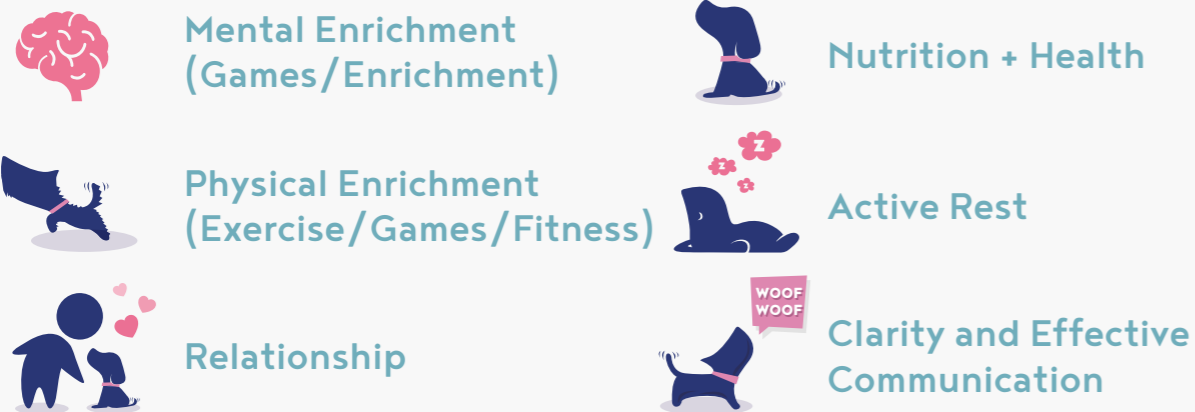 Mental Enrichment
(Games/Enrichment)
Physical Enrichment
(Exercise/Games/Fitness)
Relationship
Nutrition + Health
Z
Z
Z
Active Rest
WOOF
WOOF
Clarity and Effective
Communication